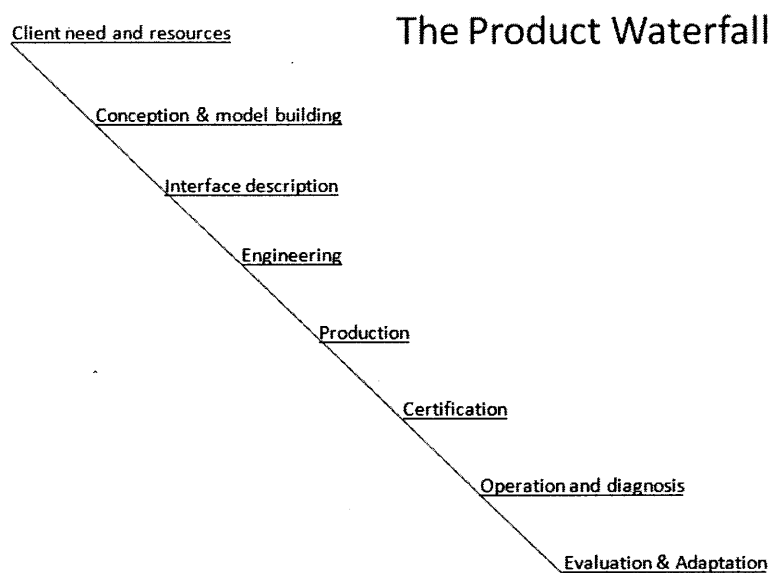 The Product Waterfall
Client need and resources
Conception & model building
Interface description
Engineering
Production
Certification
Operation and diagnosis
Evaluation & Adaptation